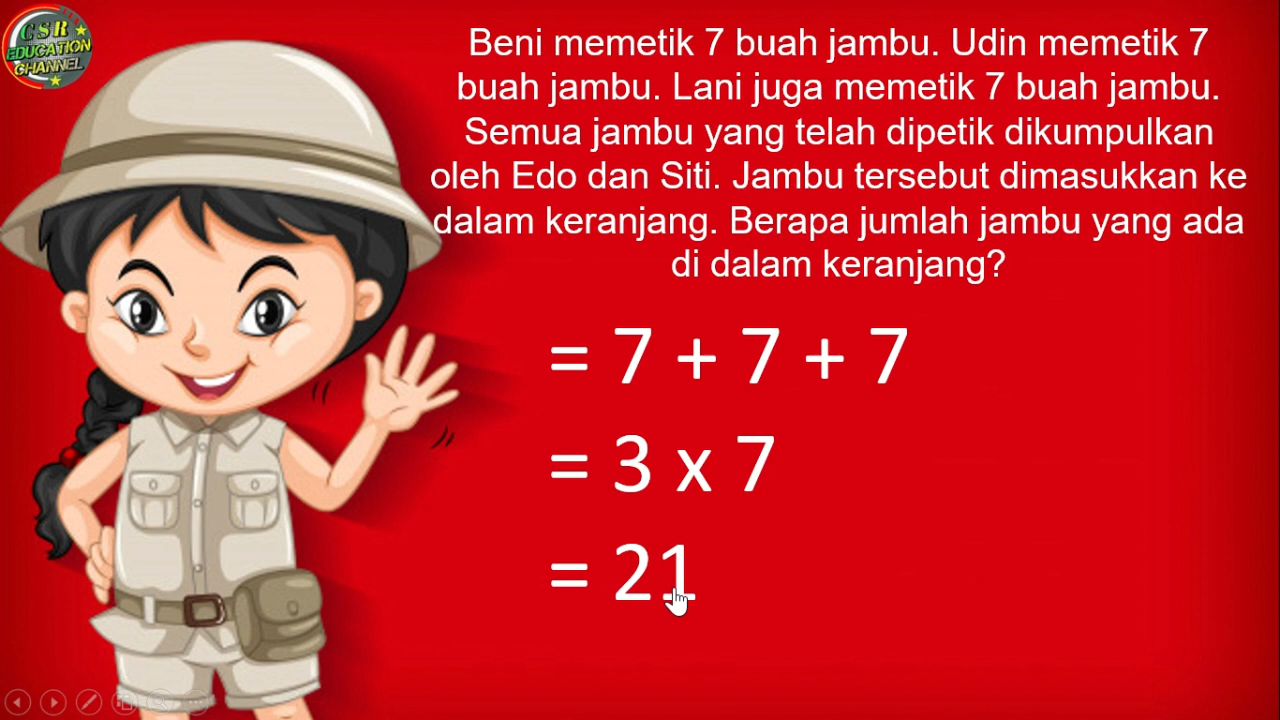 CSR
EDUCATION
CHANNEL
Beni memetik 7 buah jambu. Udin memetik 7
buah jambu. Lani juga memetik 7 buah jambu.
Semua jambu yang telah dipetik dikumpulkan
oleh Edo dan Siti. Jambu tersebut dimasukkan ke
dalam keranjang. Berapa jumlah jambu yang ada
di dalam keranjang?
= 7 + 7 + 7
= 3 x 7
= 21